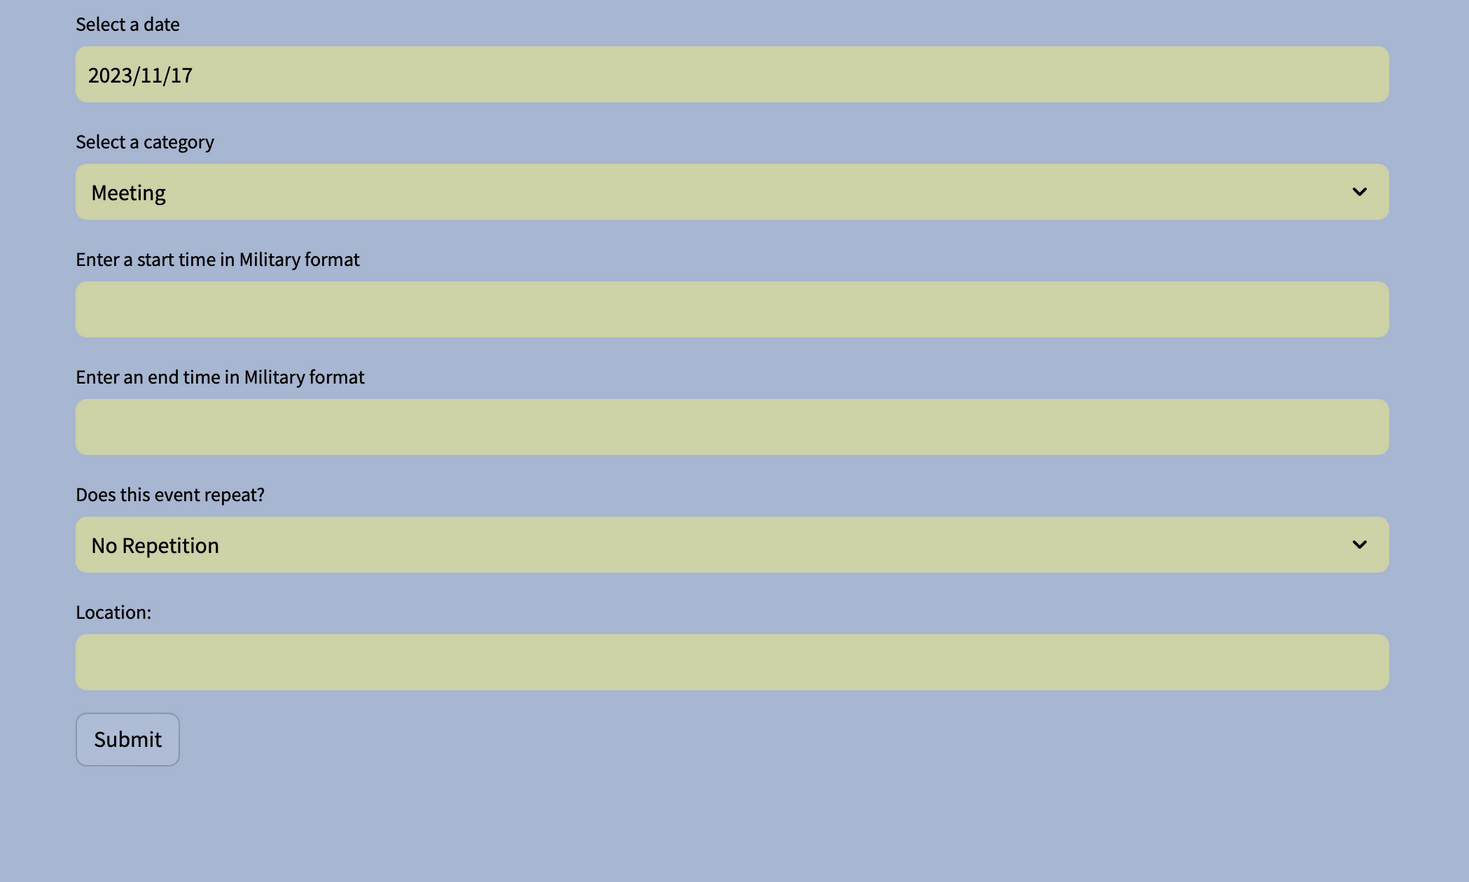 Select a date
2023/11/17
Select a category
Meeting
Enter a start time in Military format
Enter an end time in Military format
Does this event repeat?
No Repetition
Location:
Submit